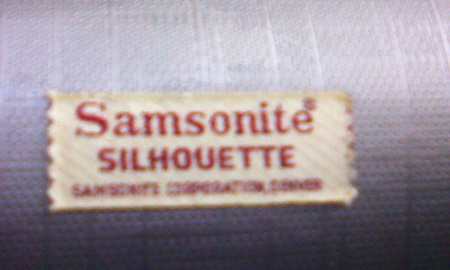 Samsonite®
SILHOUETTE
SAMSONITE CORPORATION, DENVER